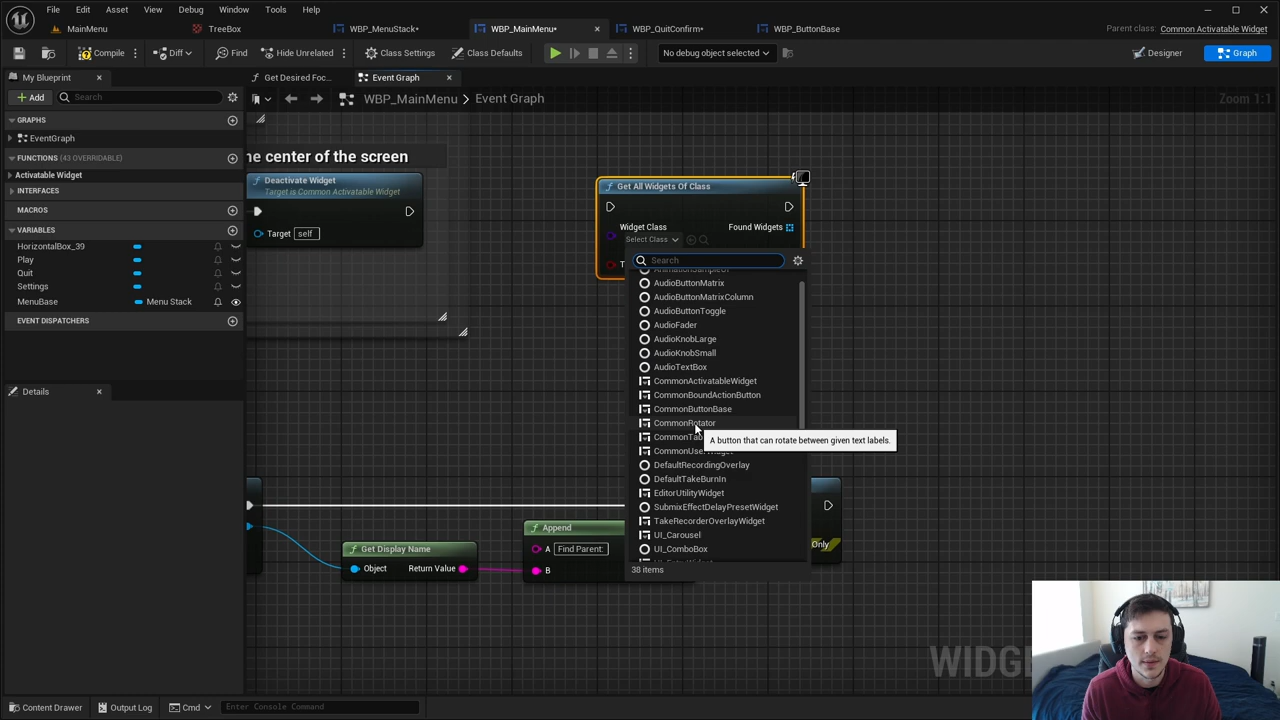 File Edit Asset View Debug Window Tools Help
MainMenu TreeBox WBP_MenuStack* WBP_MainMenu* WBP_QuitConfirm* WBP_ButtonBase Parent class: Common Activatable Widget
Compile Diff Find Hide Unrelated Class Settings Class Defaults No debug object selected Designer Graph
My Blueprint Get Desired Foc... Event Graph
Add Search WBP_MainMenu > Event Graph Zoom 1:1
GRAPHS
EventGraph
FUNCTIONS (43 OVERRIDABLE)
Activatable Widget
INTERFACES
MACROS
VARIABLES
HorizontalBox_39
Play
Quit
Settings
MenuBase Menu Stack
EVENT DISPATCHERS
Details
he center of the screen
Deactivate Widget
Target is Common Activatable Widget
Target self
Get All Widgets Of Class
Widget Class Found Widgets
Select Class
T
Search
AudioButtonMatrix
AudioButtonMatrixColumn
AudioButtonToggle
AudioFader
AudioKnobLarge
AudioKnobSmall
AudioTextBox
CommonActivatableWidget
CommonBoundActionButton
CommonButtonBase
CommonRotator
A button that can rotate between given text labels.
DefaultRecordingOverlay
DefaultTakeBurnIn
EditorUtilityWidget
SubmixEffectDelayPresetWidget
TakeRecorderOverlayWidget
UI_Carousel
UI_ComboBox
38 items
Get Display Name
Object Return Value
Append
A Find Parent:
B
Only
WIDG
Content Drawer Output Log Cmd Enter Console Command